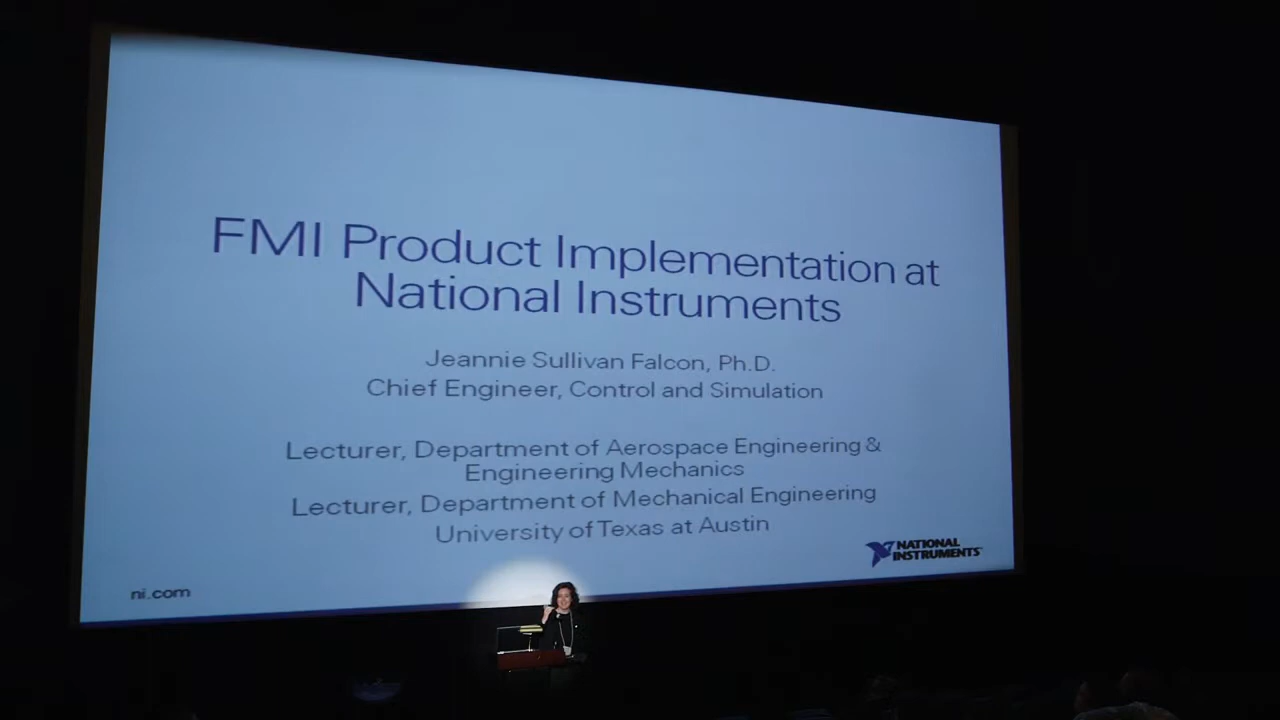 FMI Product Implementation at
National Instruments
Jeannie Sullivan Falcon, Ph.D.
Chief Engineer, Control and Simulation
Lecturer, Department of Aerospace Engineering &
Engineering Mechanics
Lecturer, Department of Mechanical Engineering
University of Texas at Austin
NATIONAL
INSTRUMENTS
ni.com